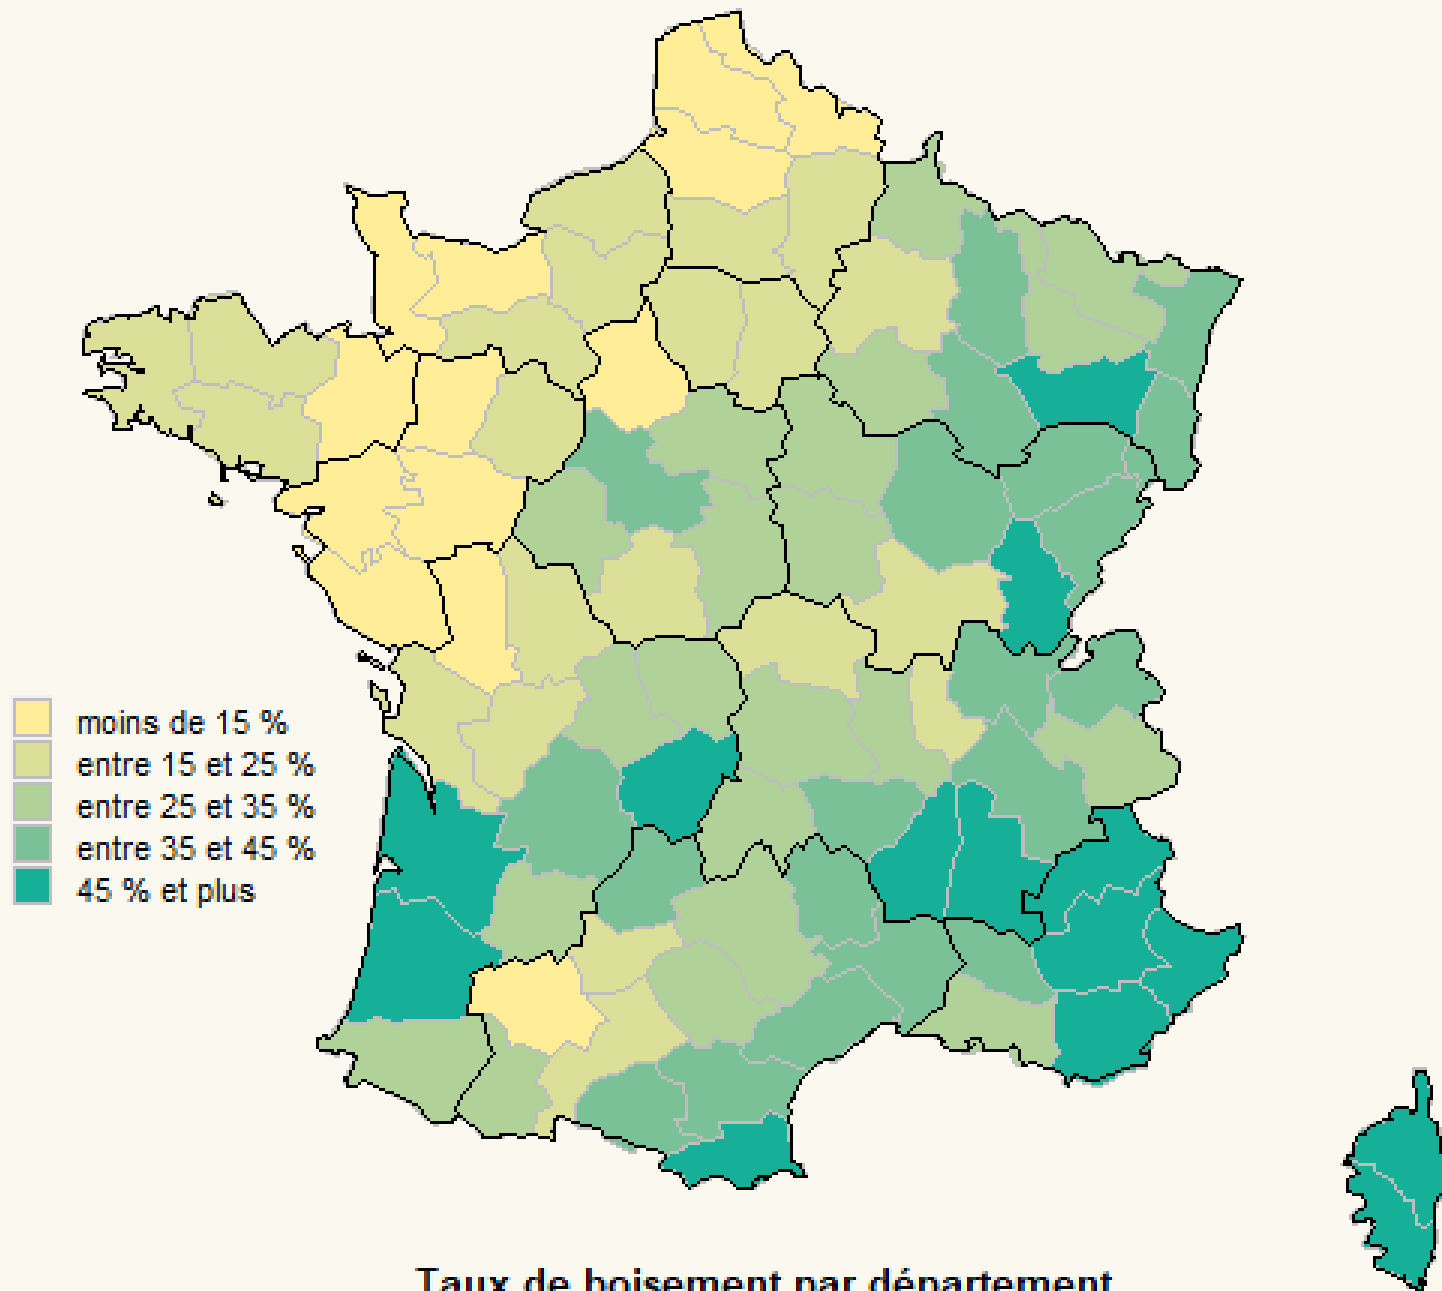 moins de 15 %
entre 15 et 25 %
entre 25 et 35 %
entre 35 et 45 %
45 % et plus
Taux de boisement par département